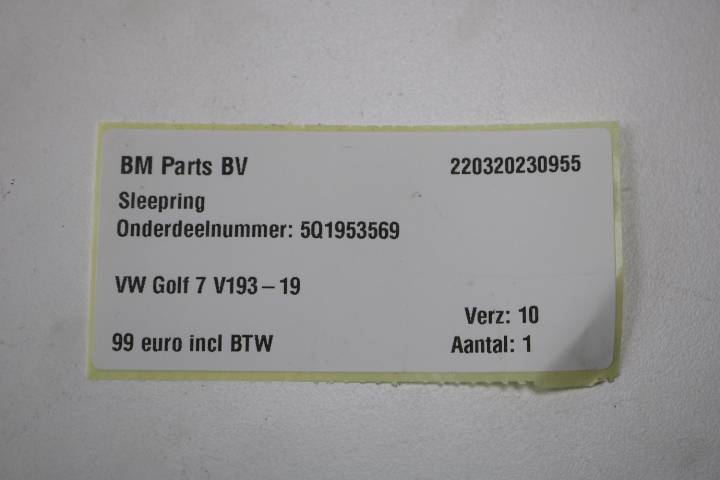 BM Parts BV 220320230955
Sleepring
Onderdeelnummer: 5Q1953569
VW Golf 7 V193 – 19
Verz: 10
99 euro incl BTW Aantal: 1